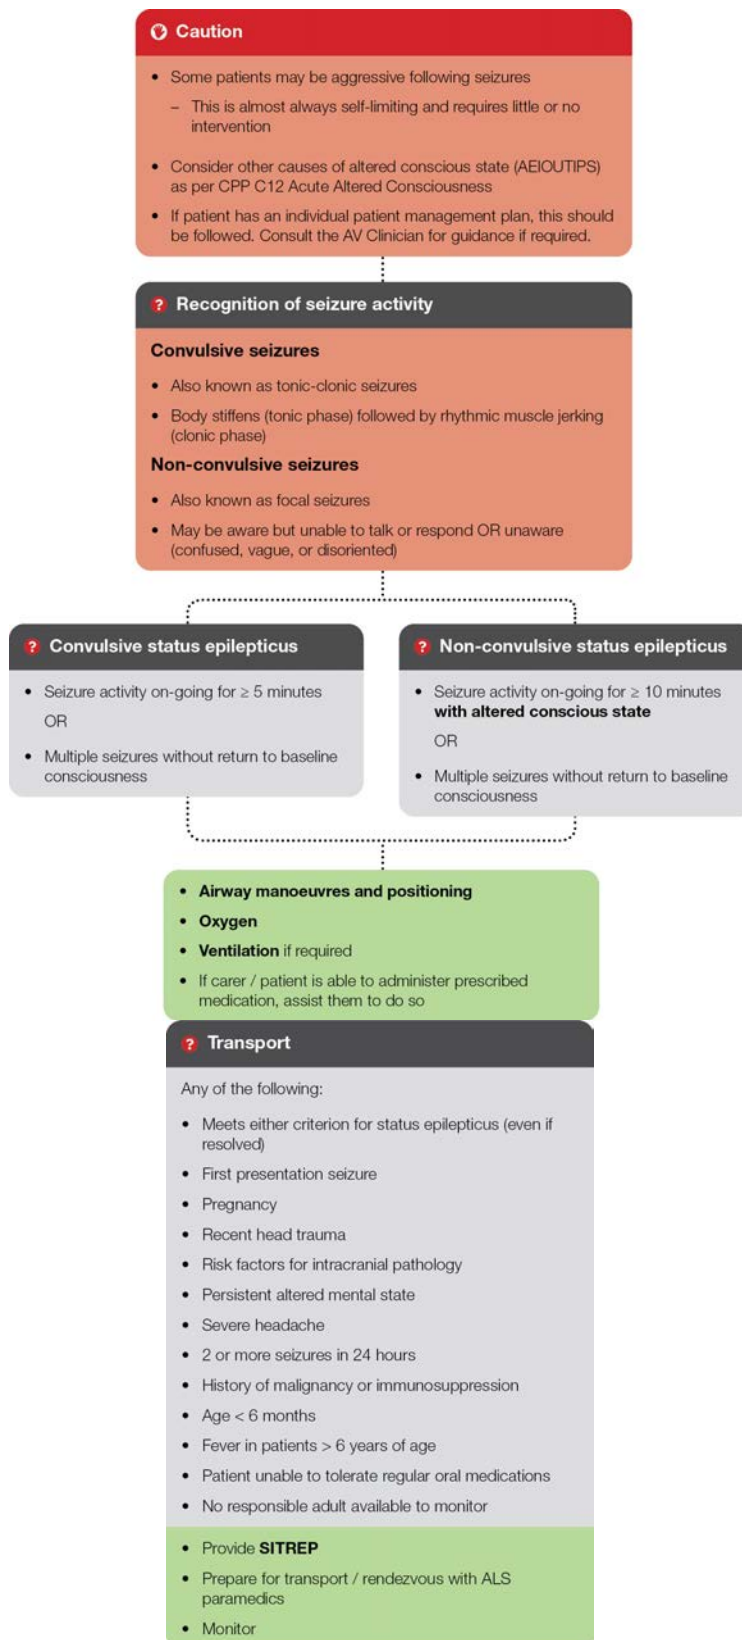 Caution
• Some patients may be aggressive following seizures
– This is almost always self-limiting and requires little or no
intervention
• Consider other causes of altered conscious state (AEIOUTIPS)
as per CPP C12 Acute Altered Consciousness
• If patient has an individual patient management plan, this should
be followed. Consult the AV Clinician for guidance if required.
? Recognition of seizure activity
Convulsive seizures
• Also known as tonic-clonic seizures
• Body stiffens (tonic phase) followed by rhythmic muscle jerking
(clonic phase)
Non-convulsive seizures
• Also known as focal seizures
• May be aware but unable to talk or respond OR unaware
(confused, vague, or disoriented)
? Convulsive status epilepticus
• Seizure activity on-going for ≥ 5 minutes
OR
• Multiple seizures without return to baseline
consciousness
? Non-convulsive status epilepticus
• Seizure activity on-going for ≥ 10 minutes
with altered conscious state
OR
• Multiple seizures without return to baseline
consciousness
• Airway manoeuvres and positioning
• Oxygen
• Ventilation if required
• If carer / patient is able to administer prescribed
medication, assist them to do so
? Transport
Any of the following:
• Meets either criterion for status epilepticus (even if
resolved)
• First presentation seizure
• Pregnancy
• Recent head trauma
• Risk factors for intracranial pathology
• Persistent altered mental state
• Severe headache
• 2 or more seizures in 24 hours
• History of malignancy or immunosuppression
• Age < 6 months
• Fever in patients > 6 years of age
• Patient unable to tolerate regular oral medications
• No responsible adult available to monitor
• Provide SITREP
• Prepare for transport / rendezvous with ALS
paramedics
• Monitor